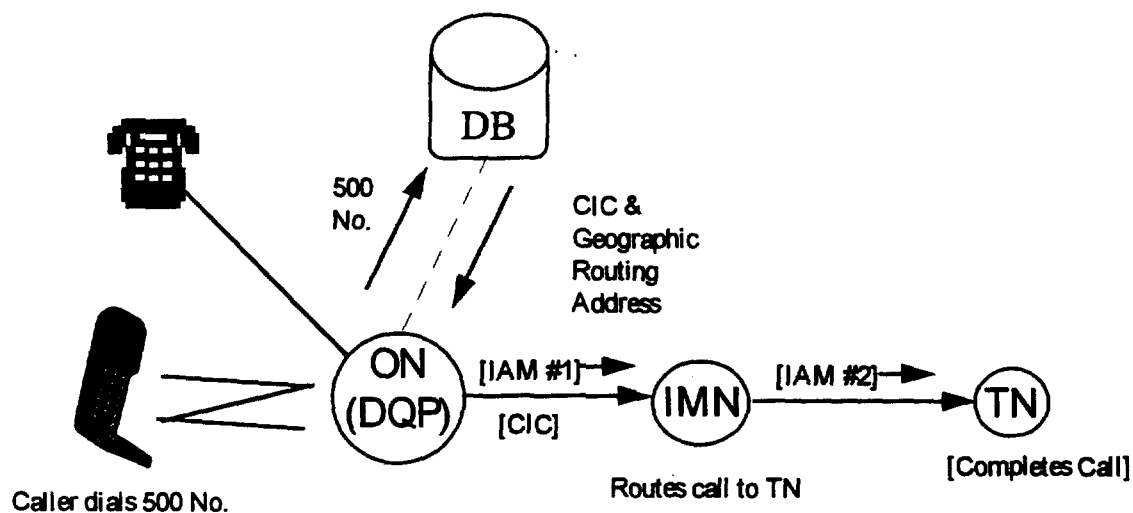 DB
500
No.
CIC &
Geographic
Routing
Address
ON
(DQP)
[IAM #1]
[CIC]
IMN
[IAM #2]
TN
[Completes Call]
Routes call to TN
Caller dials 500 No.